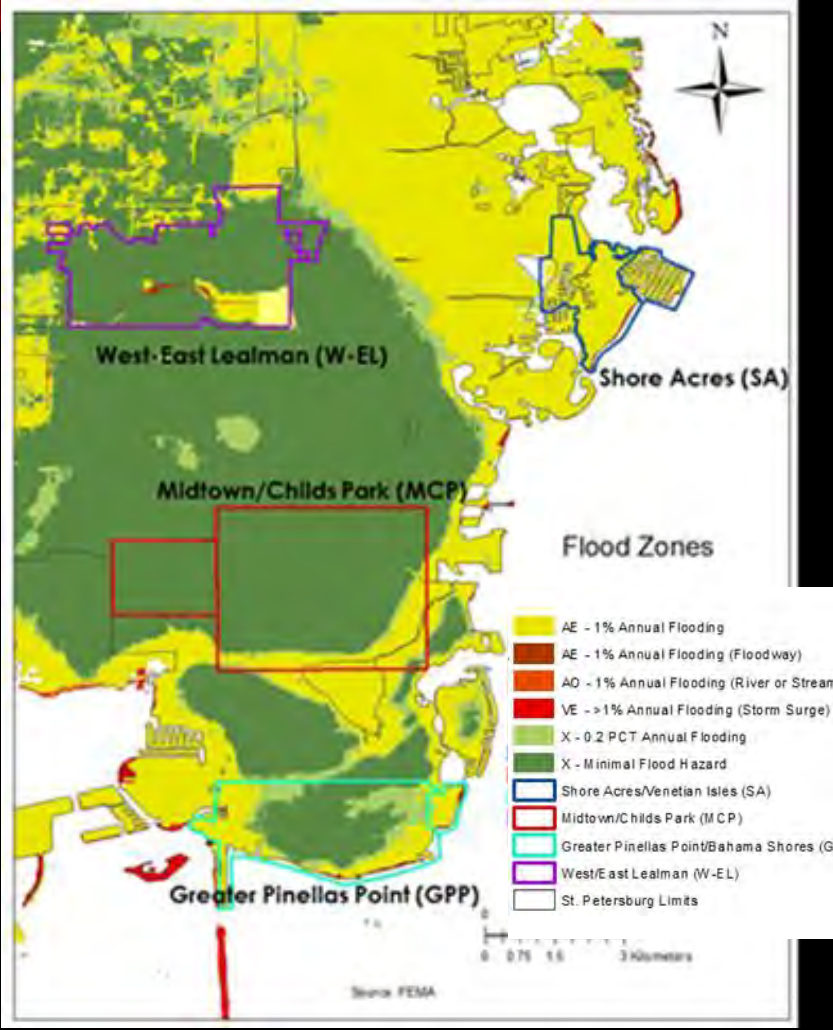 N
West-East Lealman (W-EL)
Shore Acres (SA)
Midtown/Childs Park (MCP)
Flood Zones
AE - 1% Annual Flooding
AE - 1% Annual Flooding (Floodway)
AO - 1% Annual Flooding (River or Stream
VE - >1% Annual Flooding (Storm Surge)
X - 0.2 PCT Annual Flooding
X - Minimal Flood Hazard
Shore Acres/Venetian Isles (SA)
Midtown/Childs Park (MCP)
Greater Pinellas Point/Bahama Shores (G
West/East Lealman (W-EL)
St. Petersburg Limits
Greater Pinellas Point (GPP)
0
0 0.75 1.5 3 Kilometers
Source: FEMA